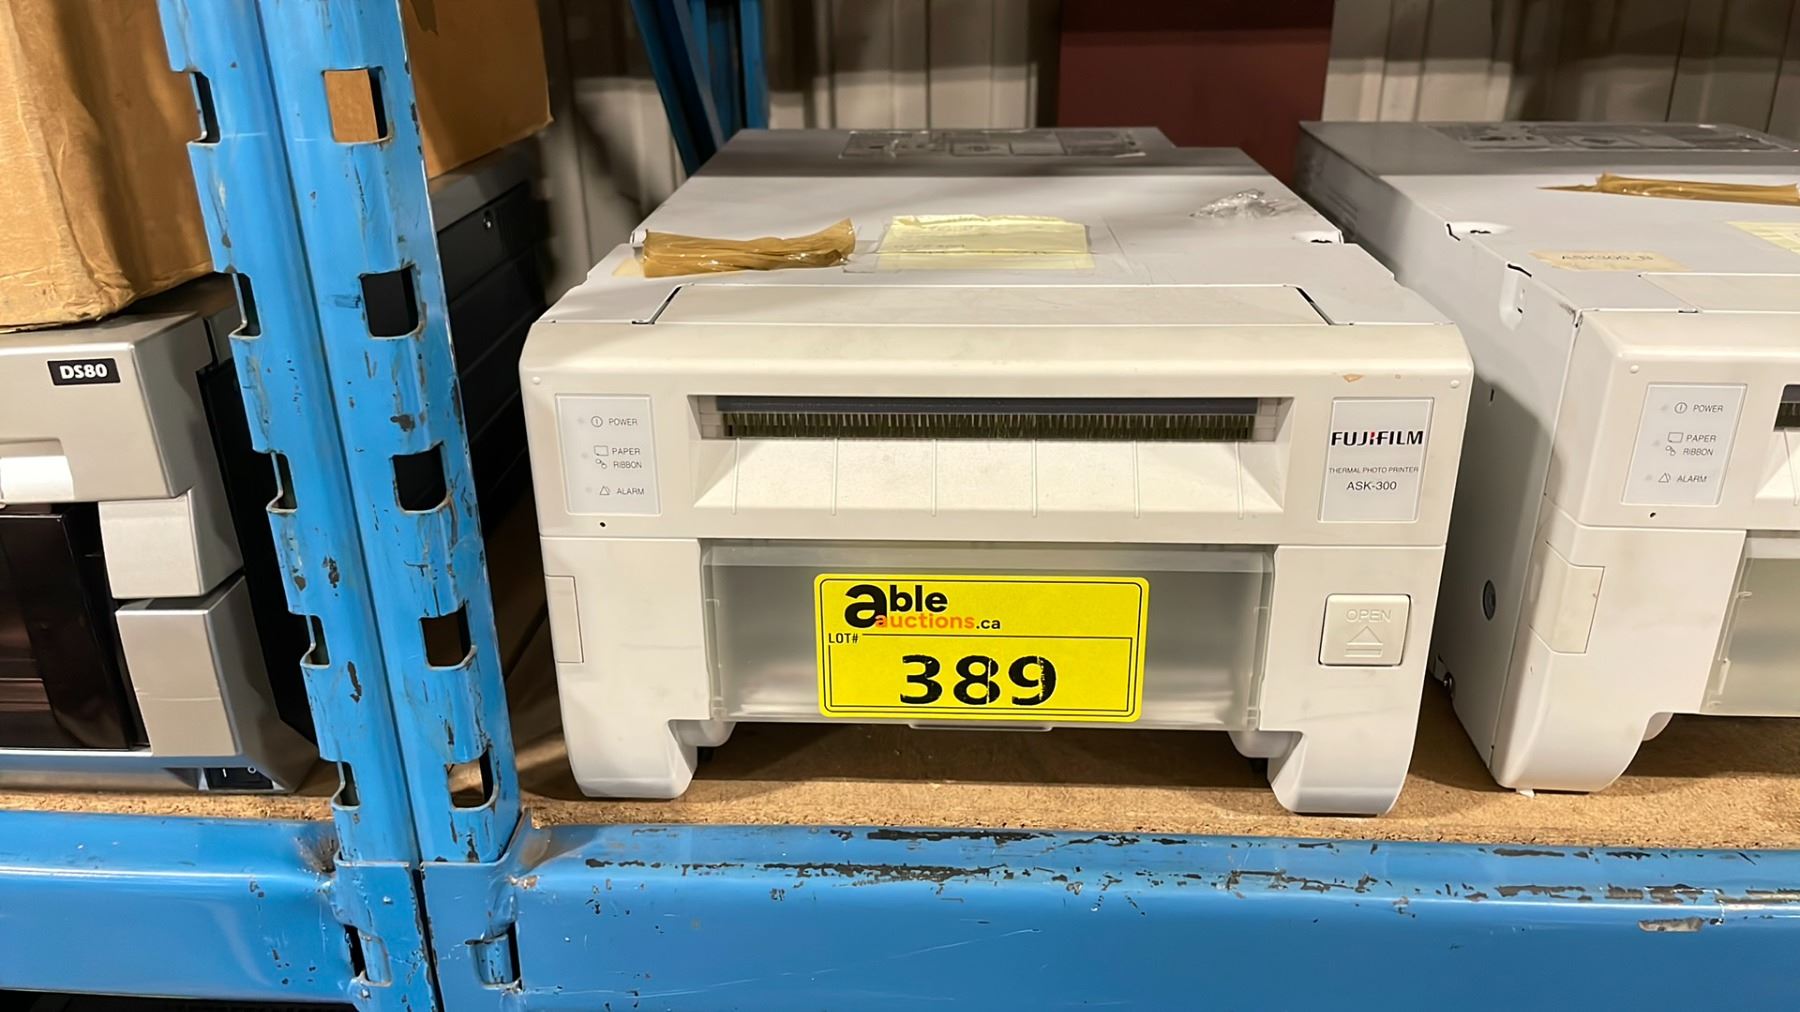 DS80
POWER
PAPER
RIBBON
ALARM
FUJIFILM
THERMAL PHOTO PRINTER
ASK-300
able
auctions.ca
LOT#
389
OPEN
ASK300_B
POWER
PAPER
RIBBON
ALARM